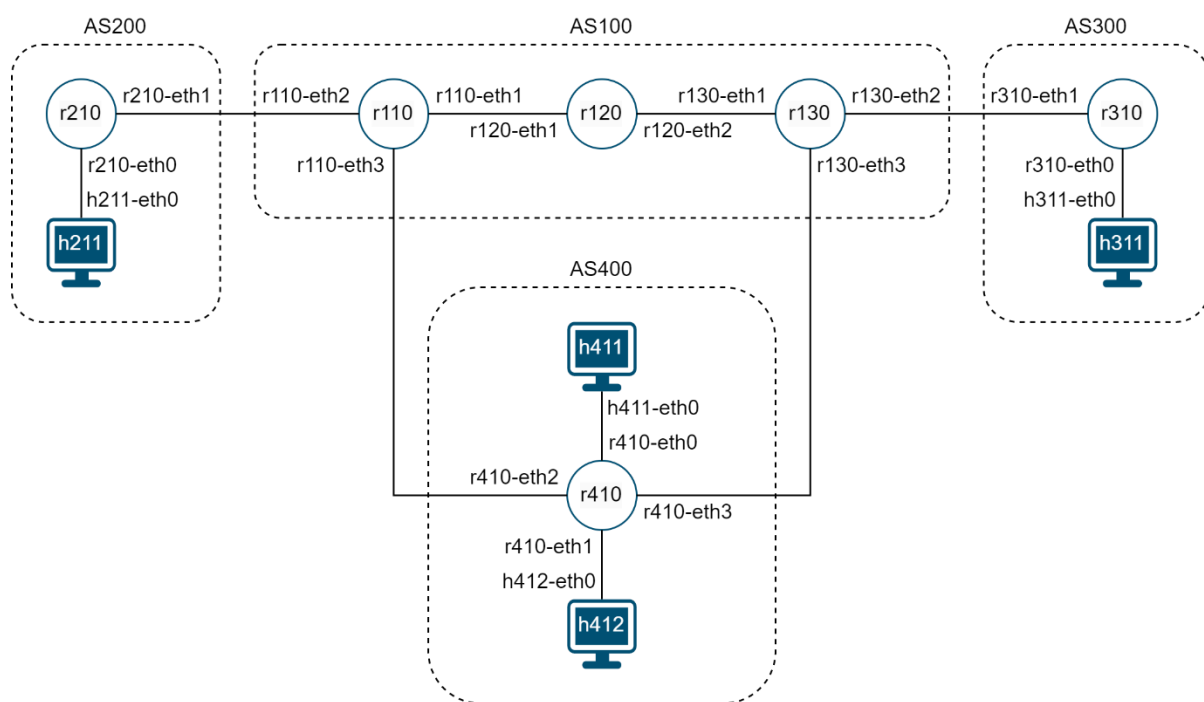 AS200
AS100
AS300
r210-eth1
r110-eth2
r110-eth1
r130-eth1
r130-eth2
r310-eth1
r210
r110
r120
r130
r310
r120-eth1
r120-eth2
r210-eth0
r110-eth3
r130-eth3
r310-eth0
h211-eth0
h311-eth0
h211
h311
AS400
h411
h411-eth0
r410-eth0
r410-eth2
r410
r410-eth3
r410-eth1
h412-eth0
h412